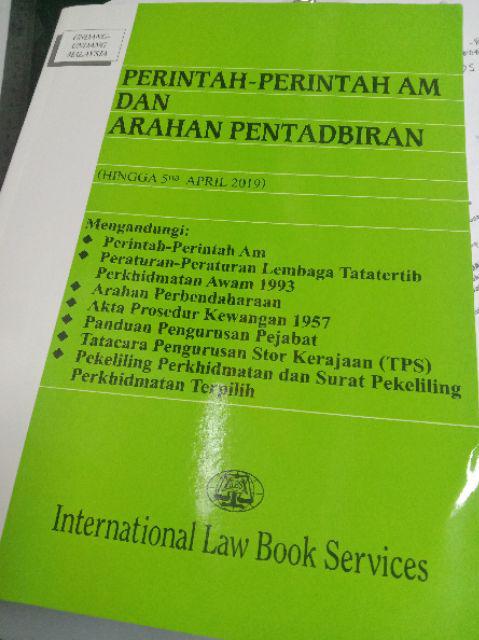 UNDANG-
UNDANG
MALAYSIA
PERINTAH-PERINTAH AM
DAN
ARAHAN PENTADBIRAN
(HINGGA 5HB APRIL 2019)
Mengandungi:
◆ Perintah-Perintah Am
◆ Peraturan-Peraturan Lembaga Tatatertib
Perkhidmatan Awam 1993
◆ Arahan Perbendaharaan
◆ Akta Prosedur Kewangan 1957
◆ Panduan Pengurusan Pejabat
◆ Tatacara Pengurusan Stor Kerajaan (TPS)
◆ Pekeliling Perkhidmatan dan Surat Pekeliling
Perkhidmatan Terpilih
International Law Book Services